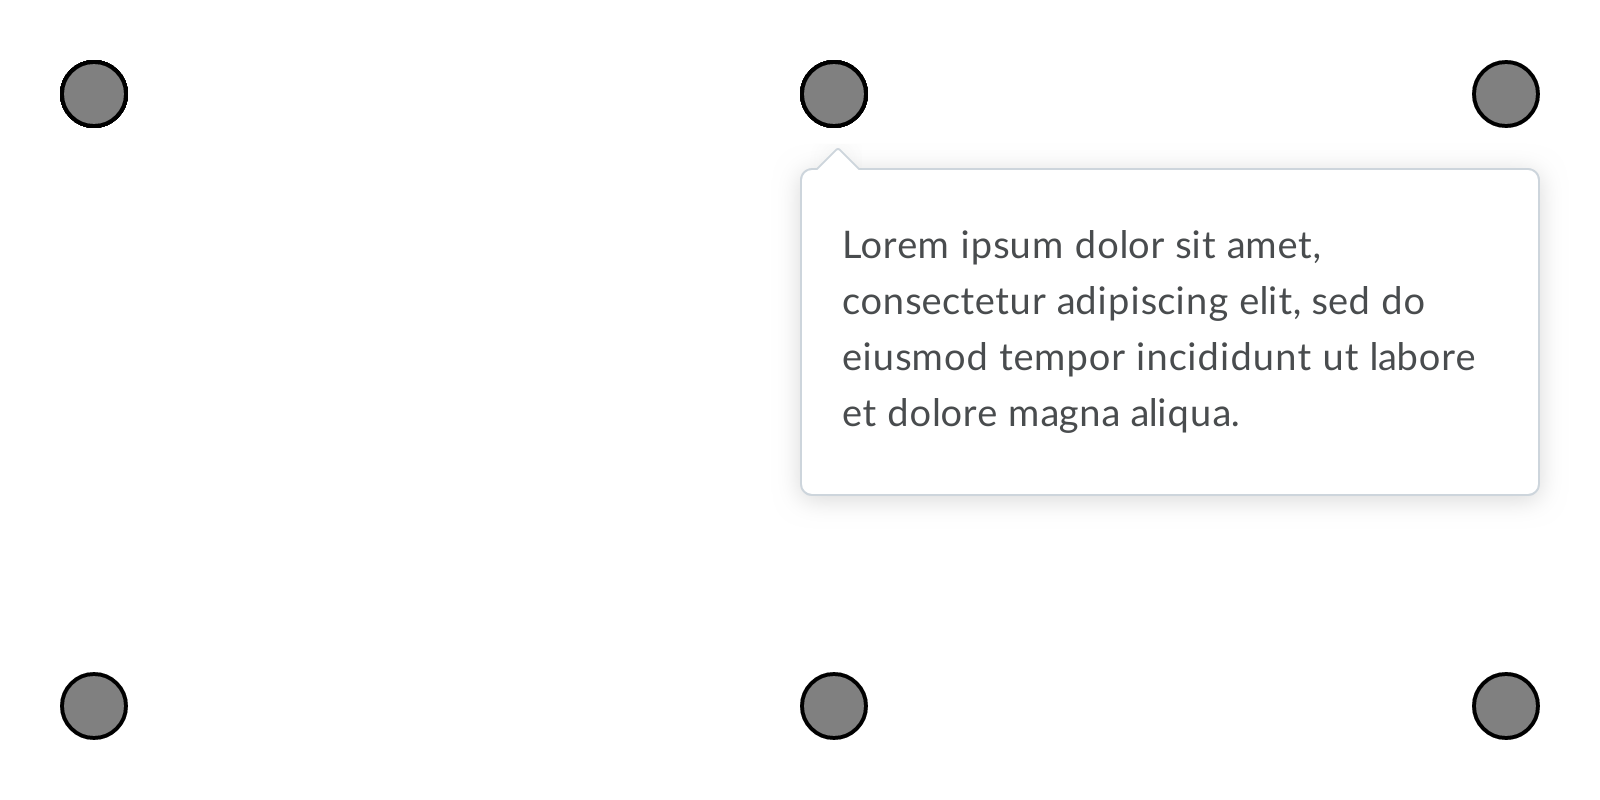 Lorem ipsum dolor sit amet,
consectetur adipiscing elit, sed do
eiusmod tempor incididunt ut labore
et dolore magna aliqua.